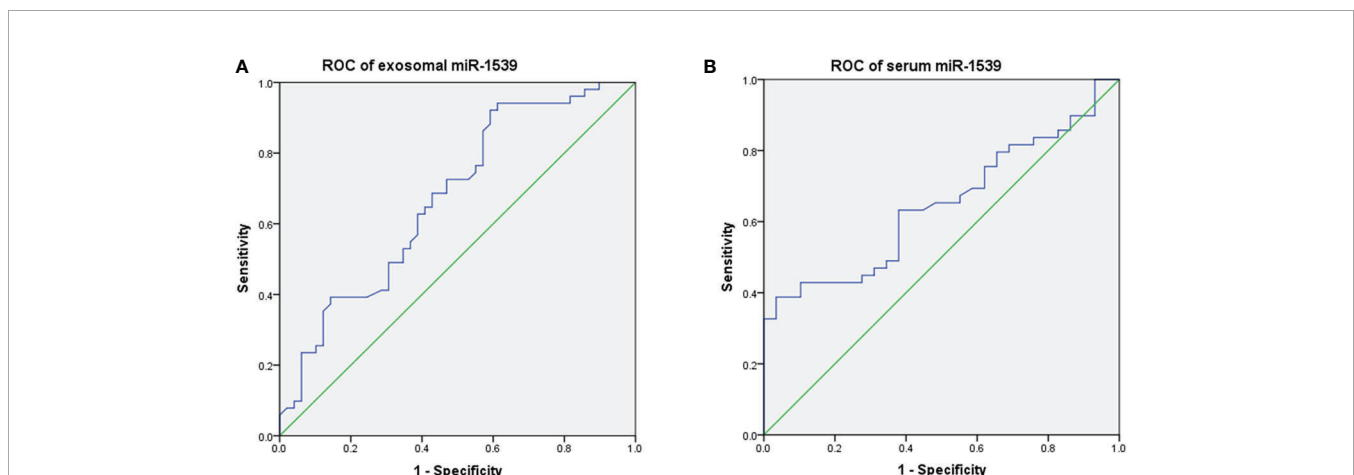 A
ROC of exosomal miR-1539
1.0
0.8
0.6
0.4
0.2
0.0
Sensitivity
0.0 0.2 0.4 0.6 0.8 1.0
1 - Specificity
B
ROC of serum miR-1539
1.0
0.8
0.6
0.4
0.2
0.0
Sensitivity
0.0 0.2 0.4 0.6 0.8 1.0
1 - Specificity